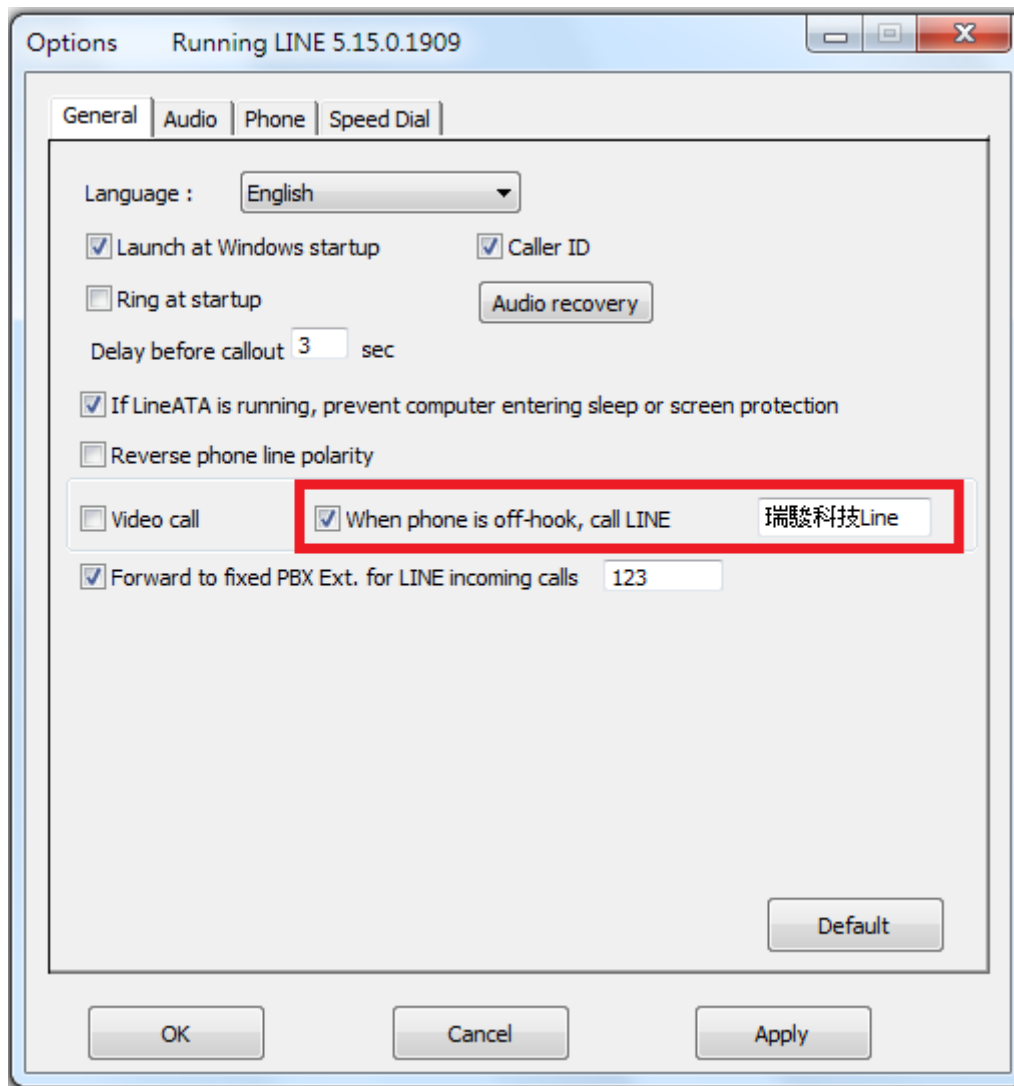 Options Running LINE 5.15.0.1909
General Audio Phone Speed Dial
Language : English
Launch at Windows startup Caller ID
Ring at startup Audio recovery
Delay before callout 3 sec
If LineATA is running, prevent computer entering sleep or screen protection
Reverse phone line polarity
Video call When phone is off-hook, call LINE 瑞駿科技Line
Forward to fixed PBX Ext. for LINE incoming calls 123
Default
OK Cancel Apply